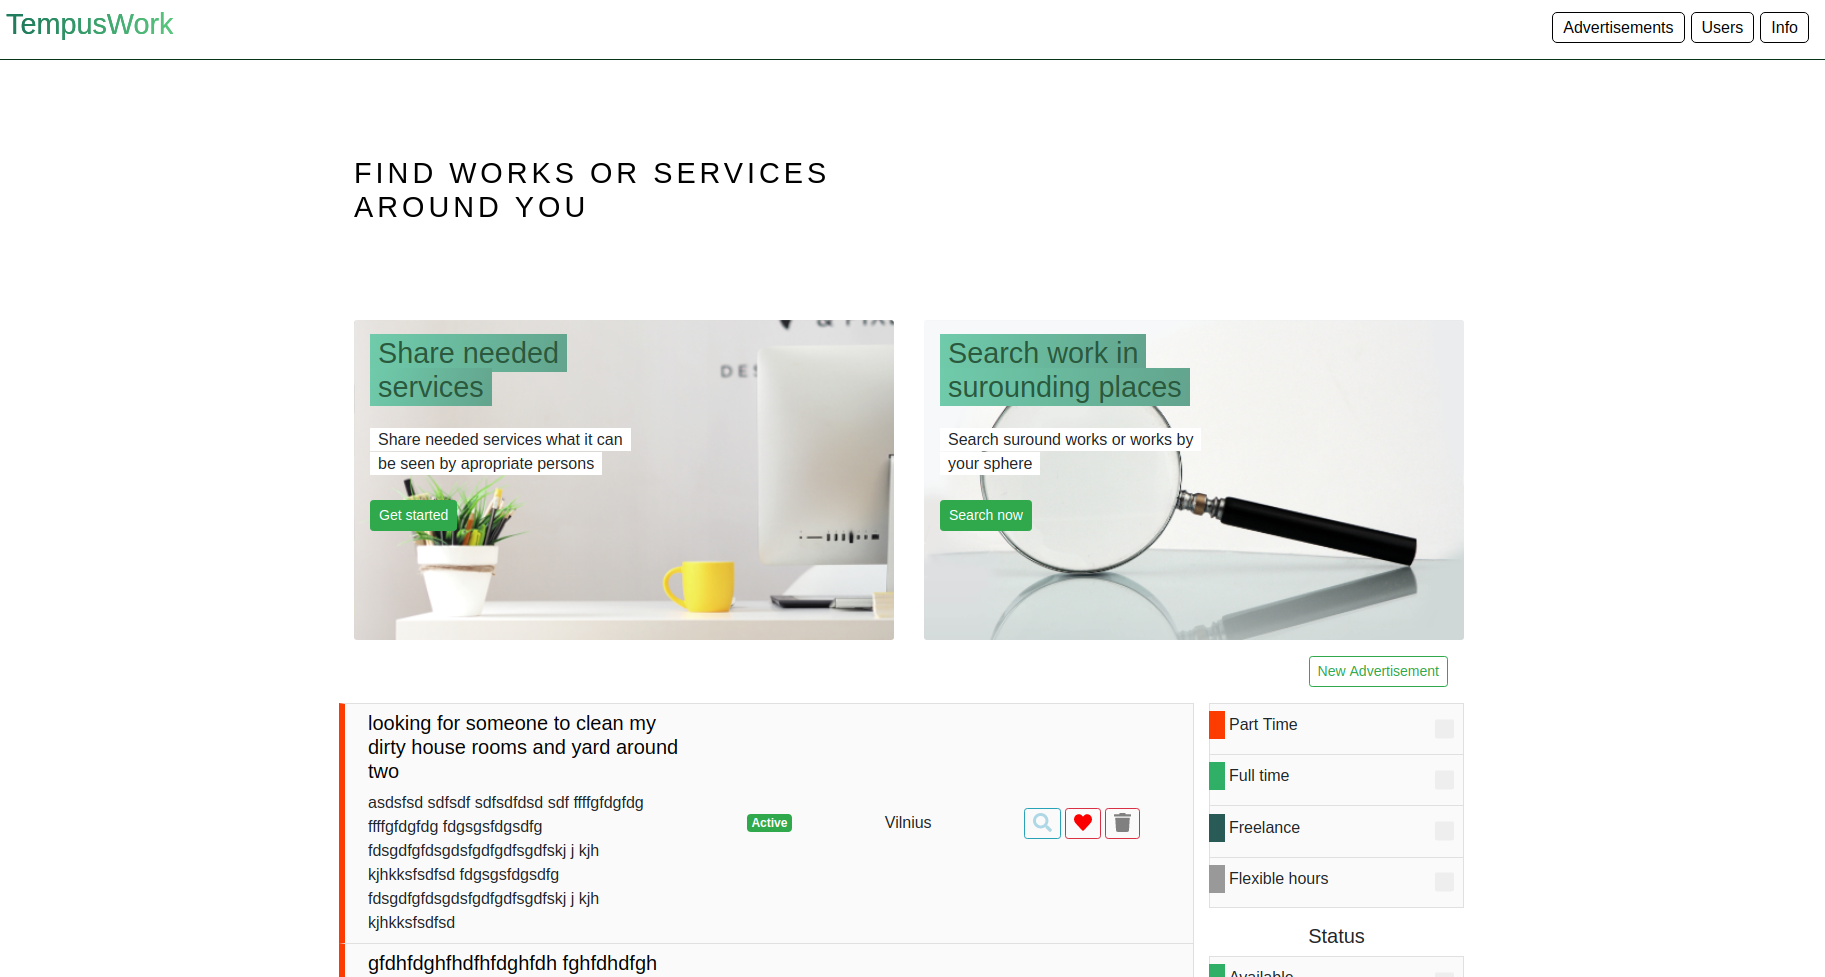 TempusWork
Advertisements Users Info
FIND WORKS OR SERVICES
AROUND YOU
Share needed
services
Share needed services what it can
be seen by apropriate persons
Get started
DES
Search work in
surounding places
Search suround works or works by
your sphere
Search now
New Advertisement
looking for someone to clean my
dirty house rooms and yard around
two
asdsfsd sdfsdf sdfsdfdsd sdf ffffgfdgfdg
ffffgfdgfdg fdgsgsfdgsdfg
fdsgdfgfdsgdsfgdfgdfsgdfskj j kjh
kjhkksfsdfsd fdgsgsfdgsdfg
fdsgdfgfdsgdsfgdfgdfsgdfskj j kjh
kjhkksfsdfsd
Active
Vilnius
gfdhfdghfhdfhfdghfdh fghfdhdfgh
Part Time
Full time
Freelance
Flexible hours
Status
Available